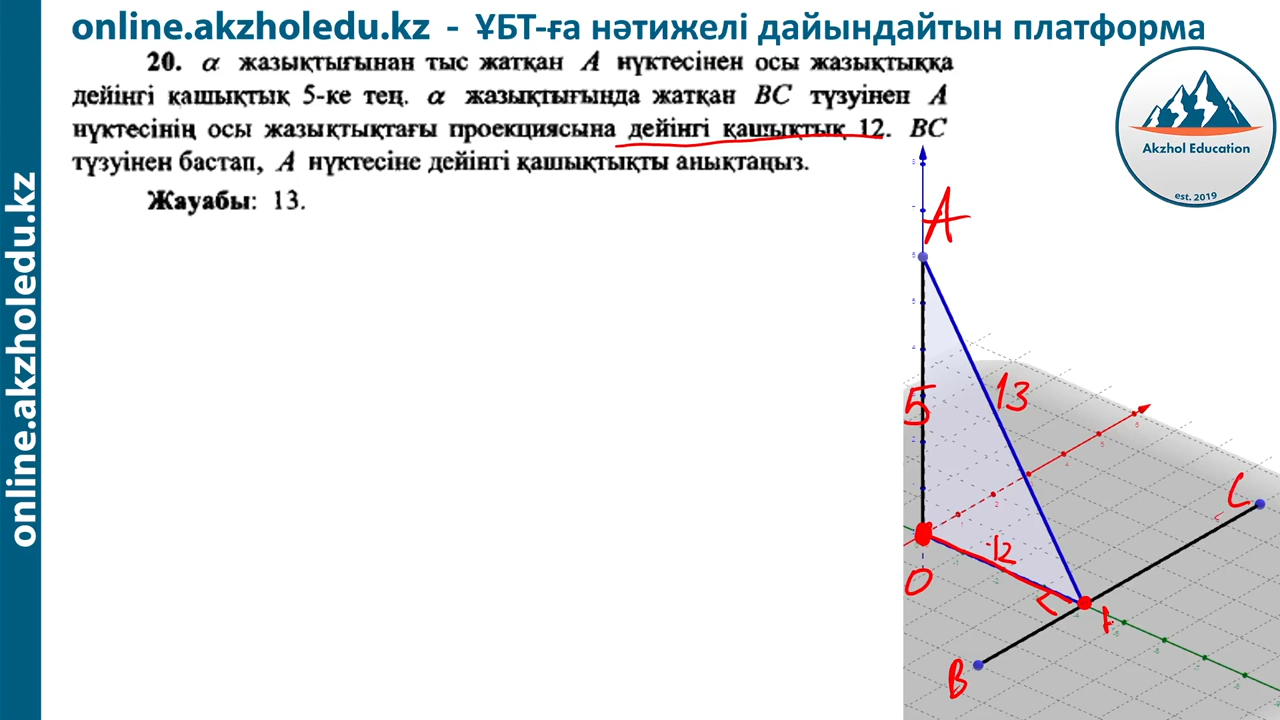 online.akzholedu.kz - ҰБТ-ға нәтижелі дайындайтын платформа
20. α жазықтығынан тыс жатқан A нүктесінен осы жазықтыққа
дейінгі қашықтық 5-ке тең. α жазықтығында жатқан BC түзуінен A
нүктесінің осы жазықтықтағы проекциясына дейінгі қашықтық 12. BC
түзуінен бастап, A нүктесіне дейінгі қашықтықты анықтаңыз.
Жауабы: 13.
Akzhol Education
est. 2019
online.akzholedu.kz
A
5
13
C
12
O
B